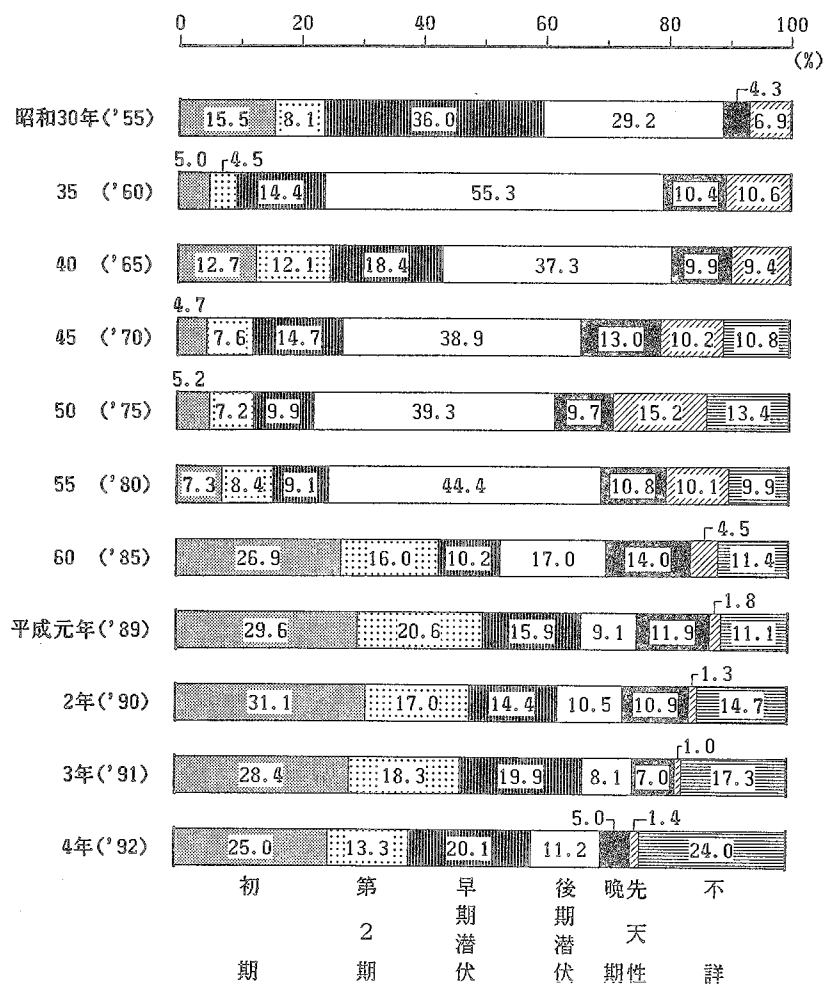 0 20 40 60 80 100
(%)
4.3
昭和30年('55) 15.5 8.1 36.0 29.2 6.9
5.0 4.5
35 ('60) 14.4 55.3 10.4 10.6
40 ('65) 12.7 12.1 18.4 37.3 9.9 9.4
4.7
45 ('70) 7.6 14.7 38.9 13.0 10.2 10.8
5.2
50 ('75) 7.2 9.9 39.3 9.7 15.2 13.4
55 ('80) 7.3 8.4 9.1 44.4 10.8 10.1 9.9
4.5
60 ('85) 26.9 16.0 10.2 17.0 14.0 11.4
1.8
平成元年('89) 29.6 20.6 15.9 9.1 11.9 11.1
1.3
2年('90) 31.1 17.0 14.4 10.5 10.9 14.7
1.0
3年('91) 28.4 18.3 19.9 8.1 7.0 17.3
5.0 1.4
4年('92) 25.0 13.3 20.1 11.2 24.0
初期
第2期
早期潜伏
後期潜伏
晩期
先天性
不詳